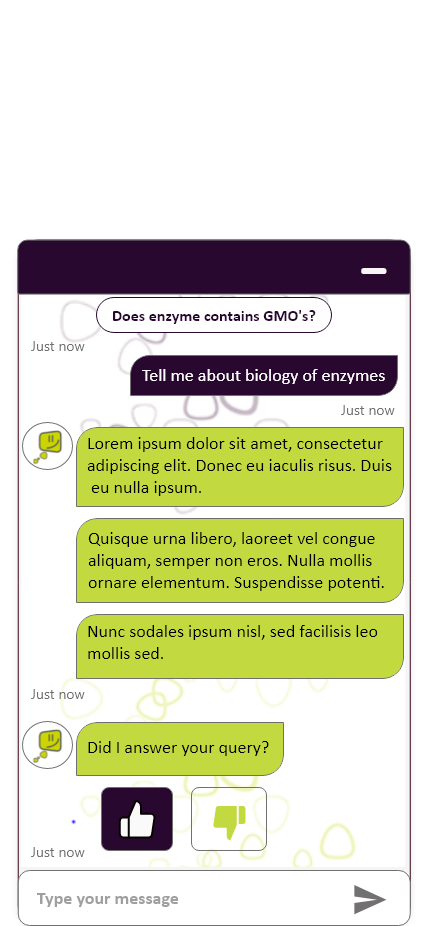 Does enzyme contains GMO's?
Just now
Tell me about biology of enzymes
Just now
Lorem ipsum dolor sit amet, consectetur
adipiscing elit. Donec eu iaculis risus. Duis
eu nulla ipsum.
Quisque urna libero, laoreet vel congue
aliquam, semper non eros. Nulla mollis
ornare elementum. Suspendisse potenti.
Nunc sodales ipsum nisl, sed facilisis leo
mollis sed.
Just now
Did I answer your query?
Just now
Type your message